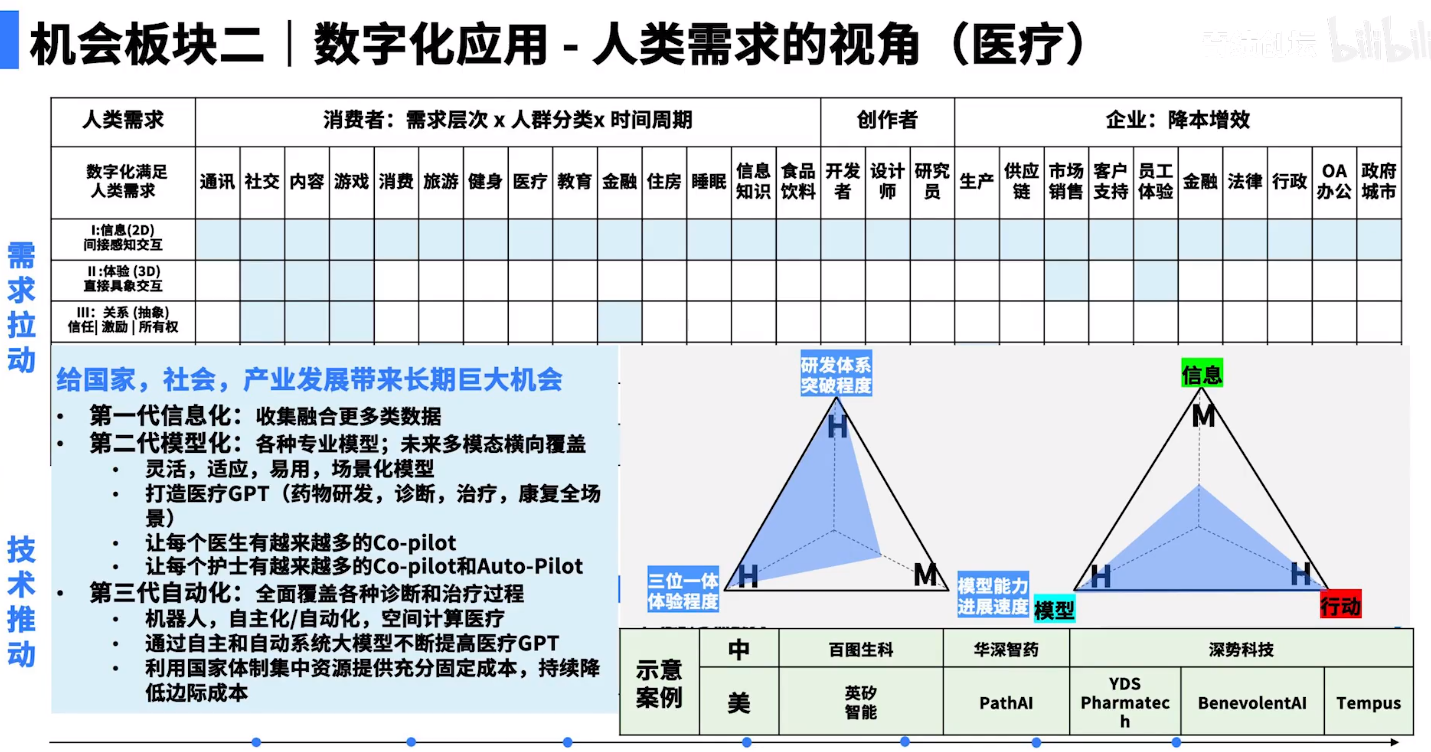 机会板块二｜数字化应用 - 人类需求的视角（医疗）
bilibili
人类需求
消费者：需求层次 x 人群分类x 时间周期
创作者
企业：降本增效
数字化满足
人类需求
通讯
社交
内容
游戏
消费
旅游
健身
医疗
教育
金融
住房
睡眠
信息
知识
食品
饮料
开发
者
设计
师
研究
员
生产
供应
链
市场
销售
客户
支持
员工
体验
金融
法律
行政
OA
办公
政府
城市
I:信息(2D)
间接感知交互
II :体验 (3D)
直接具象交互
III：关系 (抽象)
信任| 激励 | 所有权
需求拉动
技术推动
给国家，社会，产业发展带来长期巨大机会
• 第一代信息化：收集融合更多类数据
• 第二代模型化：各种专业模型；未来多模态横向覆盖
• 灵活，适应，易用，场景化模型
• 打造医疗GPT（药物研发，诊断，治疗，康复全场
景）
• 让每个医生有越来越多的Co-pilot
• 让每个护士有越来越多的Co-pilot和Auto-Pilot
• 第三代自动化：全面覆盖各种诊断和治疗过程
• 机器人，自主化/自动化，空间计算医疗
• 通过自主和自动系统大模型不断提高医疗GPT
• 利用国家体制集中资源提供充分固定成本，持续降
低边际成本
研发体系
突破程度
H
三位一体
体验程度
H
M
模型能力
进展速度
信息
M
模型
H
H
行动
示意
案例
中
百图生科
华深智药
深势科技
美
英矽
智能
PathAI
YDS
Pharmatec
h
BenevolentAI
Tempus